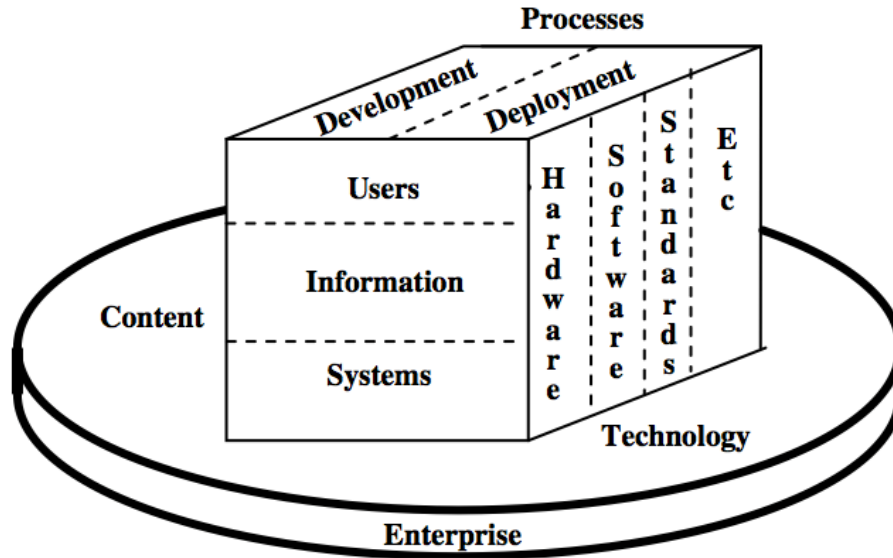 Processes
Development
Deployment
Users
Information
Systems
Hardware
Software
Standards
Etc
Content
Technology
Enterprise